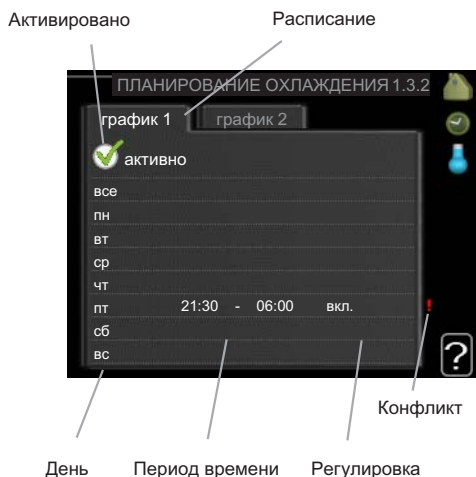 Активировано
Расписание
ПЛАНИРОВАНИЕ ОХЛАЖДЕНИЯ 1.3.2
график 1
график 2
активно
все
пн
вт
ср
чт
пт 21:30 - 06:00 вкл. !
сб
вс
?
Конфликт
День Период времени Регулировка